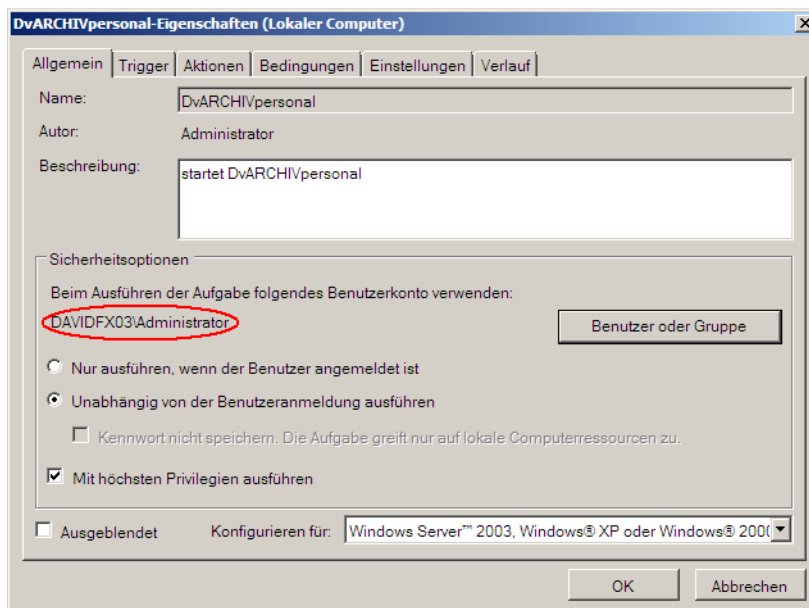 DvARCHIVpersonal-Eigenschaften (Lokaler Computer)
Allgemein Trigger Aktionen Bedingungen Einstellungen Verlauf
Name: DvARCHIVpersonal
Autor: Administrator
Beschreibung: startet DvARCHIVpersonal
Sicherheitsoptionen
Beim Ausführen der Aufgabe folgendes Benutzerkonto verwenden:
DAVIDFX03\Administrator Benutzer oder Gruppe
Nur ausführen, wenn der Benutzer angemeldet ist
Unabhängig von der Benutzeranmeldung ausführen
Kennwort nicht speichern. Die Aufgabe greift nur auf lokale Computerressourcen zu.
Mit höchsten Privilegien ausführen
Ausgeblendet Konfigurieren für: Windows Server™ 2003, Windows® XP oder Windows® 200
OK Abbrechen